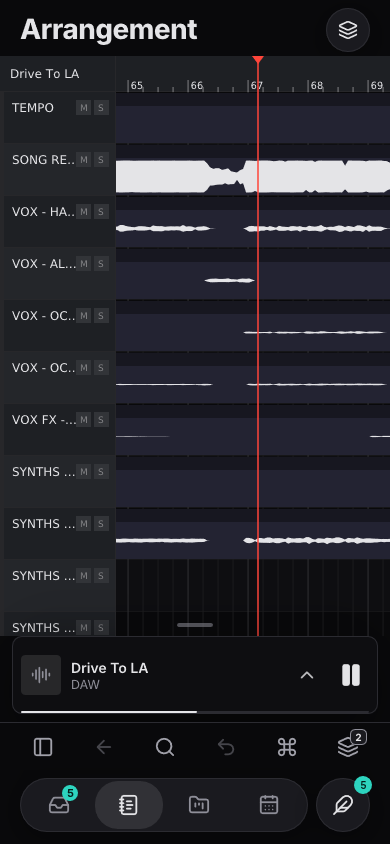 Arrangement
Drive To LA
65 66 67 68 69
TEMPO M S
SONG RE.. M S
VOX - HA.. M S
VOX - AL... M S
VOX - OC.. M S
VOX - OC.. M S
VOX FX -... M S
SYNTHS ... M S
SYNTHS ... M S
SYNTHS ... M S
SYNTHS ... M S
Drive To LA
DAW
2
5
5